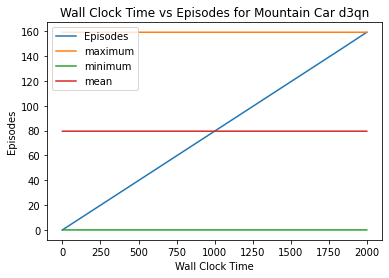 Wall Clock Time vs Episodes for Mountain Car d3qn
Episodes
maximum
minimum
mean
160
140
120
100
80
60
40
20
0
Episodes
0 250 500 750 1000 1250 1500 1750 2000
Wall Clock Time